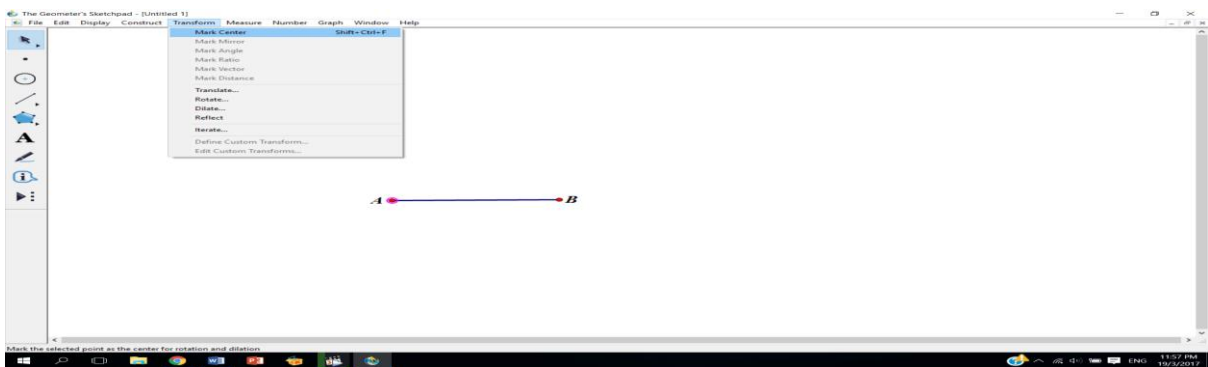 The Geometer's Sketchpad - [Untitled 1]
File Edit Display Construct Transform Measure Number Graph Window Help
Mark Center Shift+Ctrl+F
Mark Mirror
Mark Angle
Mark Ratio
Mark Vector
Mark Distance
Translate...
Rotate...
Dilate...
Reflect
Iterate...
Define Custom Transform...
Edit Custom Transforms...
A
A B
Mark the selected point as the center for rotation and dilation
ENG 11:57 PM
19/3/2017